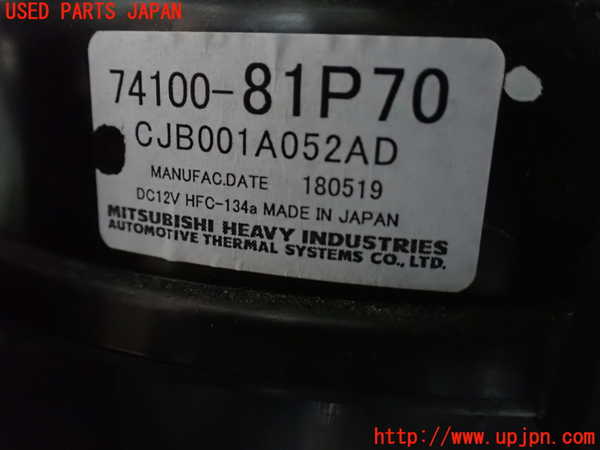 USED PARTS JAPAN
74100-81P70
CJB001A052AD
MANUFAC.DATE 180519
DC12V HFC-134a MADE IN JAPAN
MITSUBISHI HEAVY INDUSTRIES
AUTOMOTIVE THERMAL SYSTEMS CO., LTD.
http://www.upjpn.com/